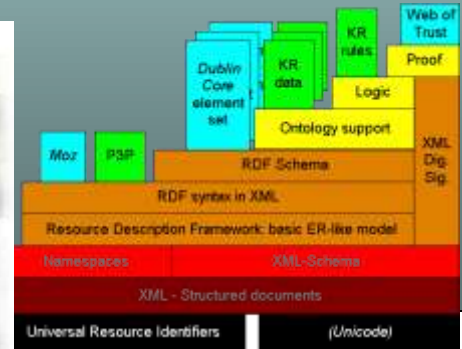 Web of
Trust
KR
rules
Proof
Dublin
Core
element
set
KR
data
Logic
Ontology support
XML
Dig.
Sig.
Moz
P3P
RDF Schema
RDF syntax in XML
Resource Description Framework: basic ER-like model
Namespaces
XML-Schema
XML - Structured documents
Universal Resource Identifiers
(Unicode)